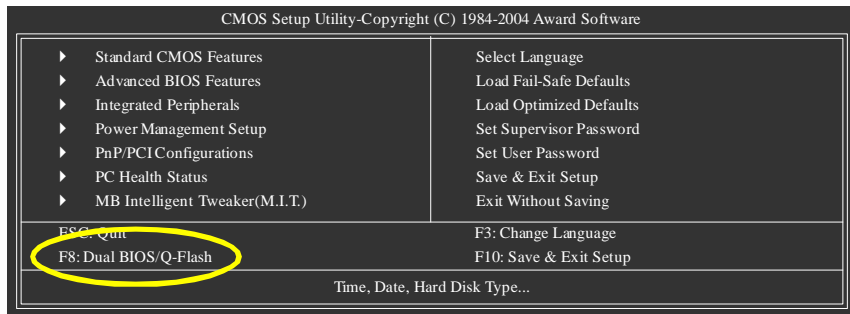 CMOS Setup Utility-Copyright (C) 1984-2004 Award Software
Standard CMOS Features
Advanced BIOS Features
Integrated Peripherals
Power Management Setup
PnP/PCI Configurations
PC Health Status
MB Intelligent Tweaker(M.I.T.)
Select Language
Load Fail-Safe Defaults
Load Optimized Defaults
Set Supervisor Password
Set User Password
Save & Exit Setup
Exit Without Saving
ESC: Quit
F3: Change Language
F8: Dual BIOS/Q-Flash
F10: Save & Exit Setup
Time, Date, Hard Disk Type...